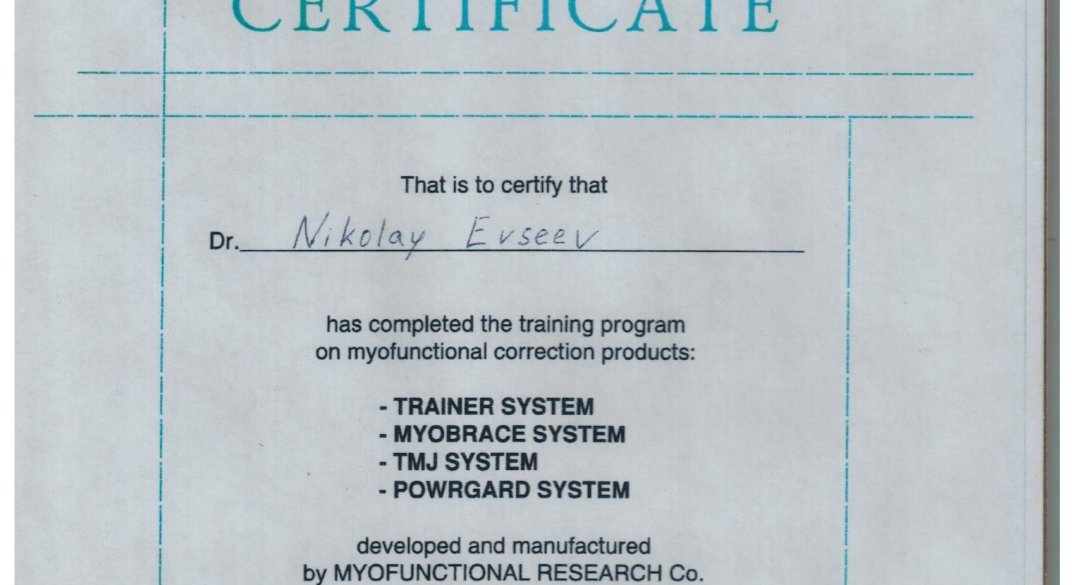 CERTIFICATE
That is to certify that
Dr. Nikolay Evseev
has completed the training program
on myofunctional correction products:
- TRAINER SYSTEM
- MYOBRACE SYSTEM
- TMJ SYSTEM
- POWRGARD SYSTEM
developed and manufactured
by MYOFUNCTIONAL RESEARCH Co.